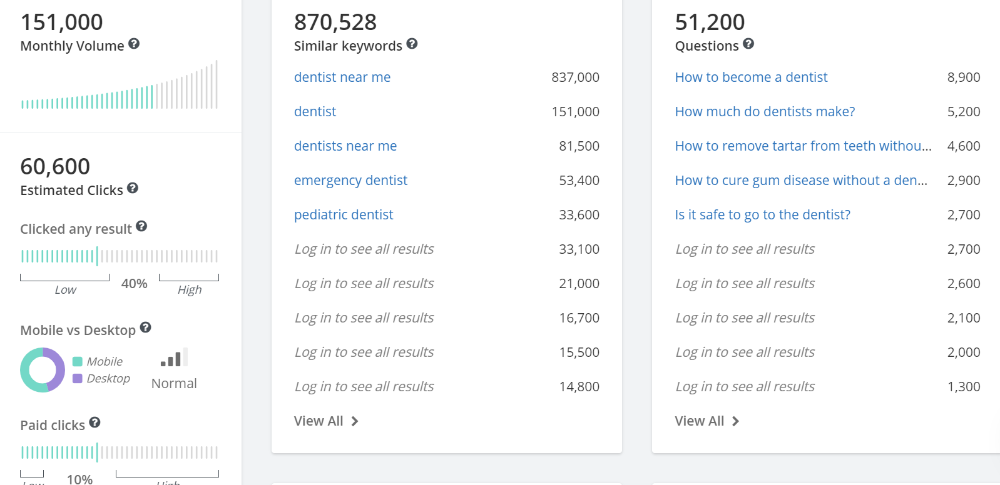 151,000
Monthly Volume ?
60,600
Estimated Clicks ?
Clicked any result ?
Low
40%
High
Mobile vs Desktop ?
Mobile
Desktop
Normal
Paid clicks ?
Low
10%
High
870,528
Similar keywords ?
dentist near me 837,000
dentist 151,000
dentists near me 81,500
emergency dentist 53,400
pediatric dentist 33,600
Log in to see all results 33,100
Log in to see all results 21,000
Log in to see all results 16,700
Log in to see all results 15,500
Log in to see all results 14,800
View All
51,200
Questions ?
How to become a dentist 8,900
How much do dentists make? 5,200
How to remove tartar from teeth withou... 4,600
How to cure gum disease without a den... 2,900
Is it safe to go to the dentist? 2,700
Log in to see all results 2,700
Log in to see all results 2,600
Log in to see all results 2,100
Log in to see all results 2,000
Log in to see all results 1,300
View All